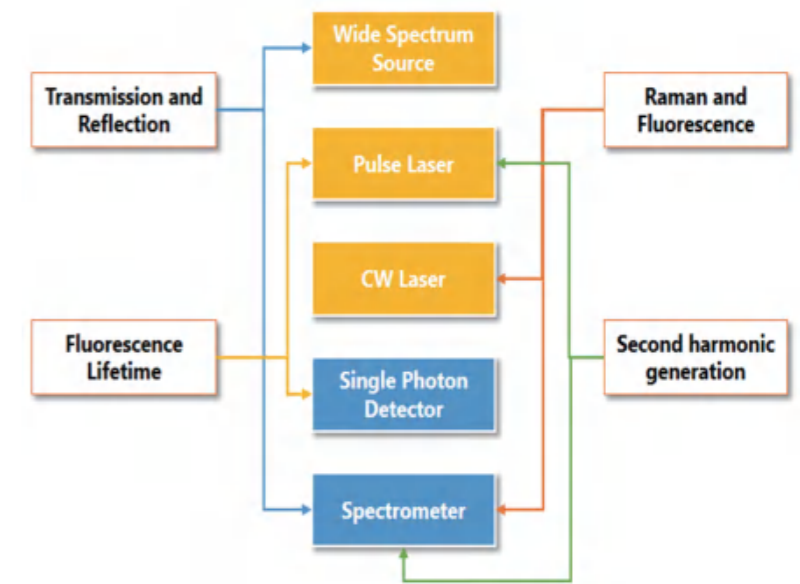 Wide Spectrum
Source
Transmission and
Reflection
Raman and
Fluorescence
Pulse Laser
CW Laser
Fluorescence
Lifetime
Second harmonic
generation
Single Photon
Detector
Spectrometer